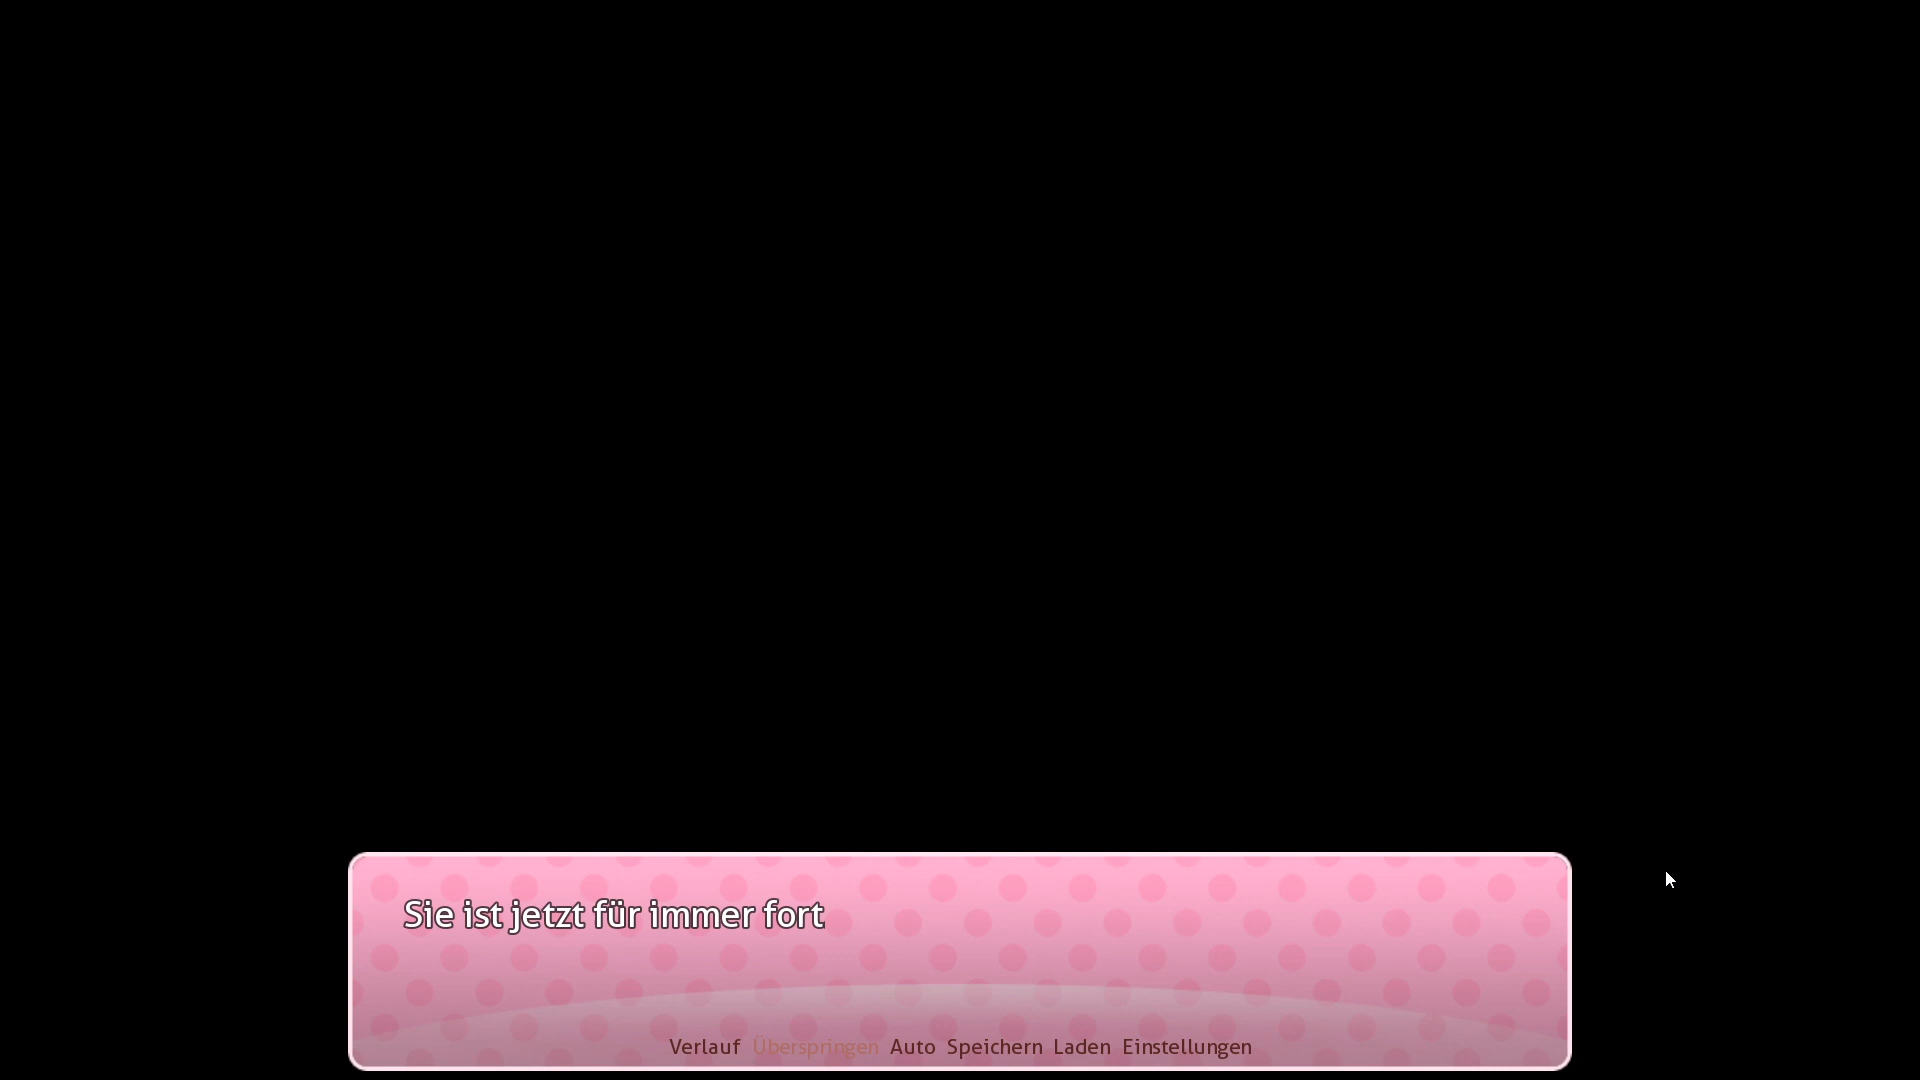 Sie ist jetzt für immer fort
Verlauf Überspringen Auto Speichern Laden Einstellungen